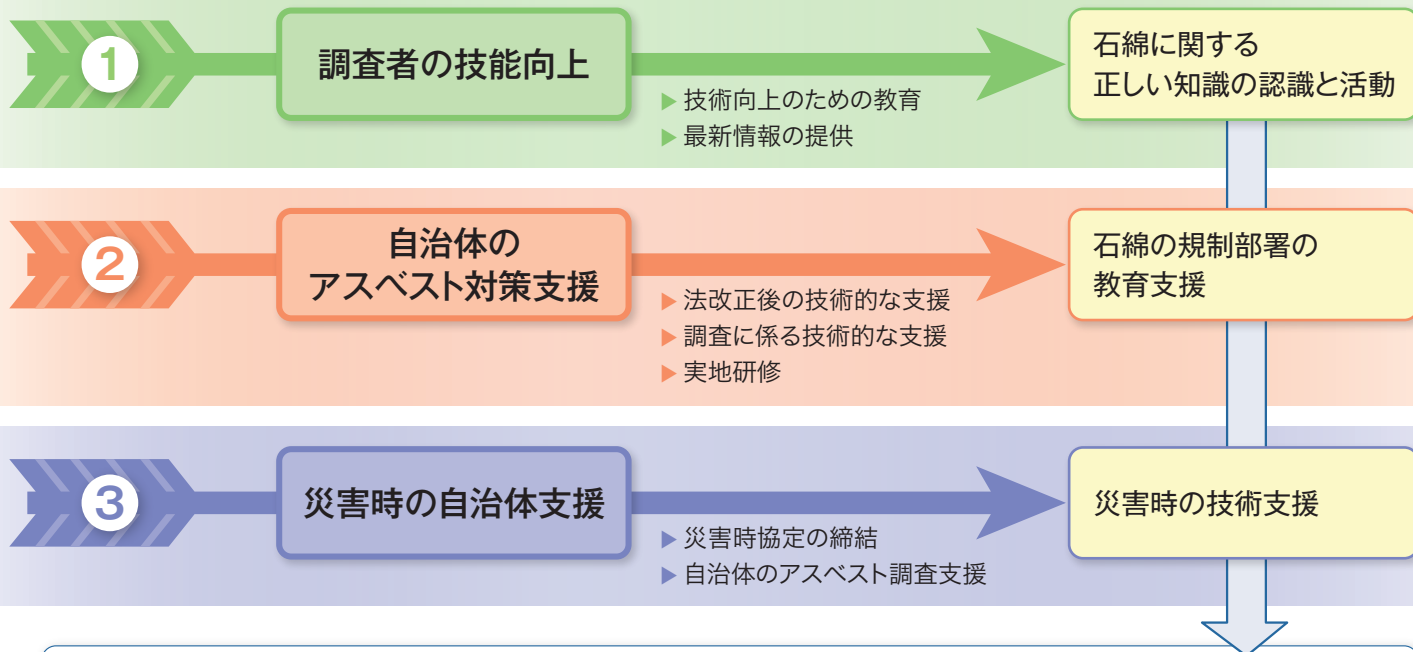 1
調査者の技能向上
▶技術向上のための教育
▶最新情報の提供
石綿に関する
正しい知識の認識と活動
2
自治体の
アスベスト対策支援
▶法改正後の技術的な支援
▶調査に係る技術的な支援
▶実地研修
石綿の規制部署の
教育支援
3
災害時の自治体支援
▶災害時協定の締結
▶自治体のアスベスト調査支援
災害時の技術支援